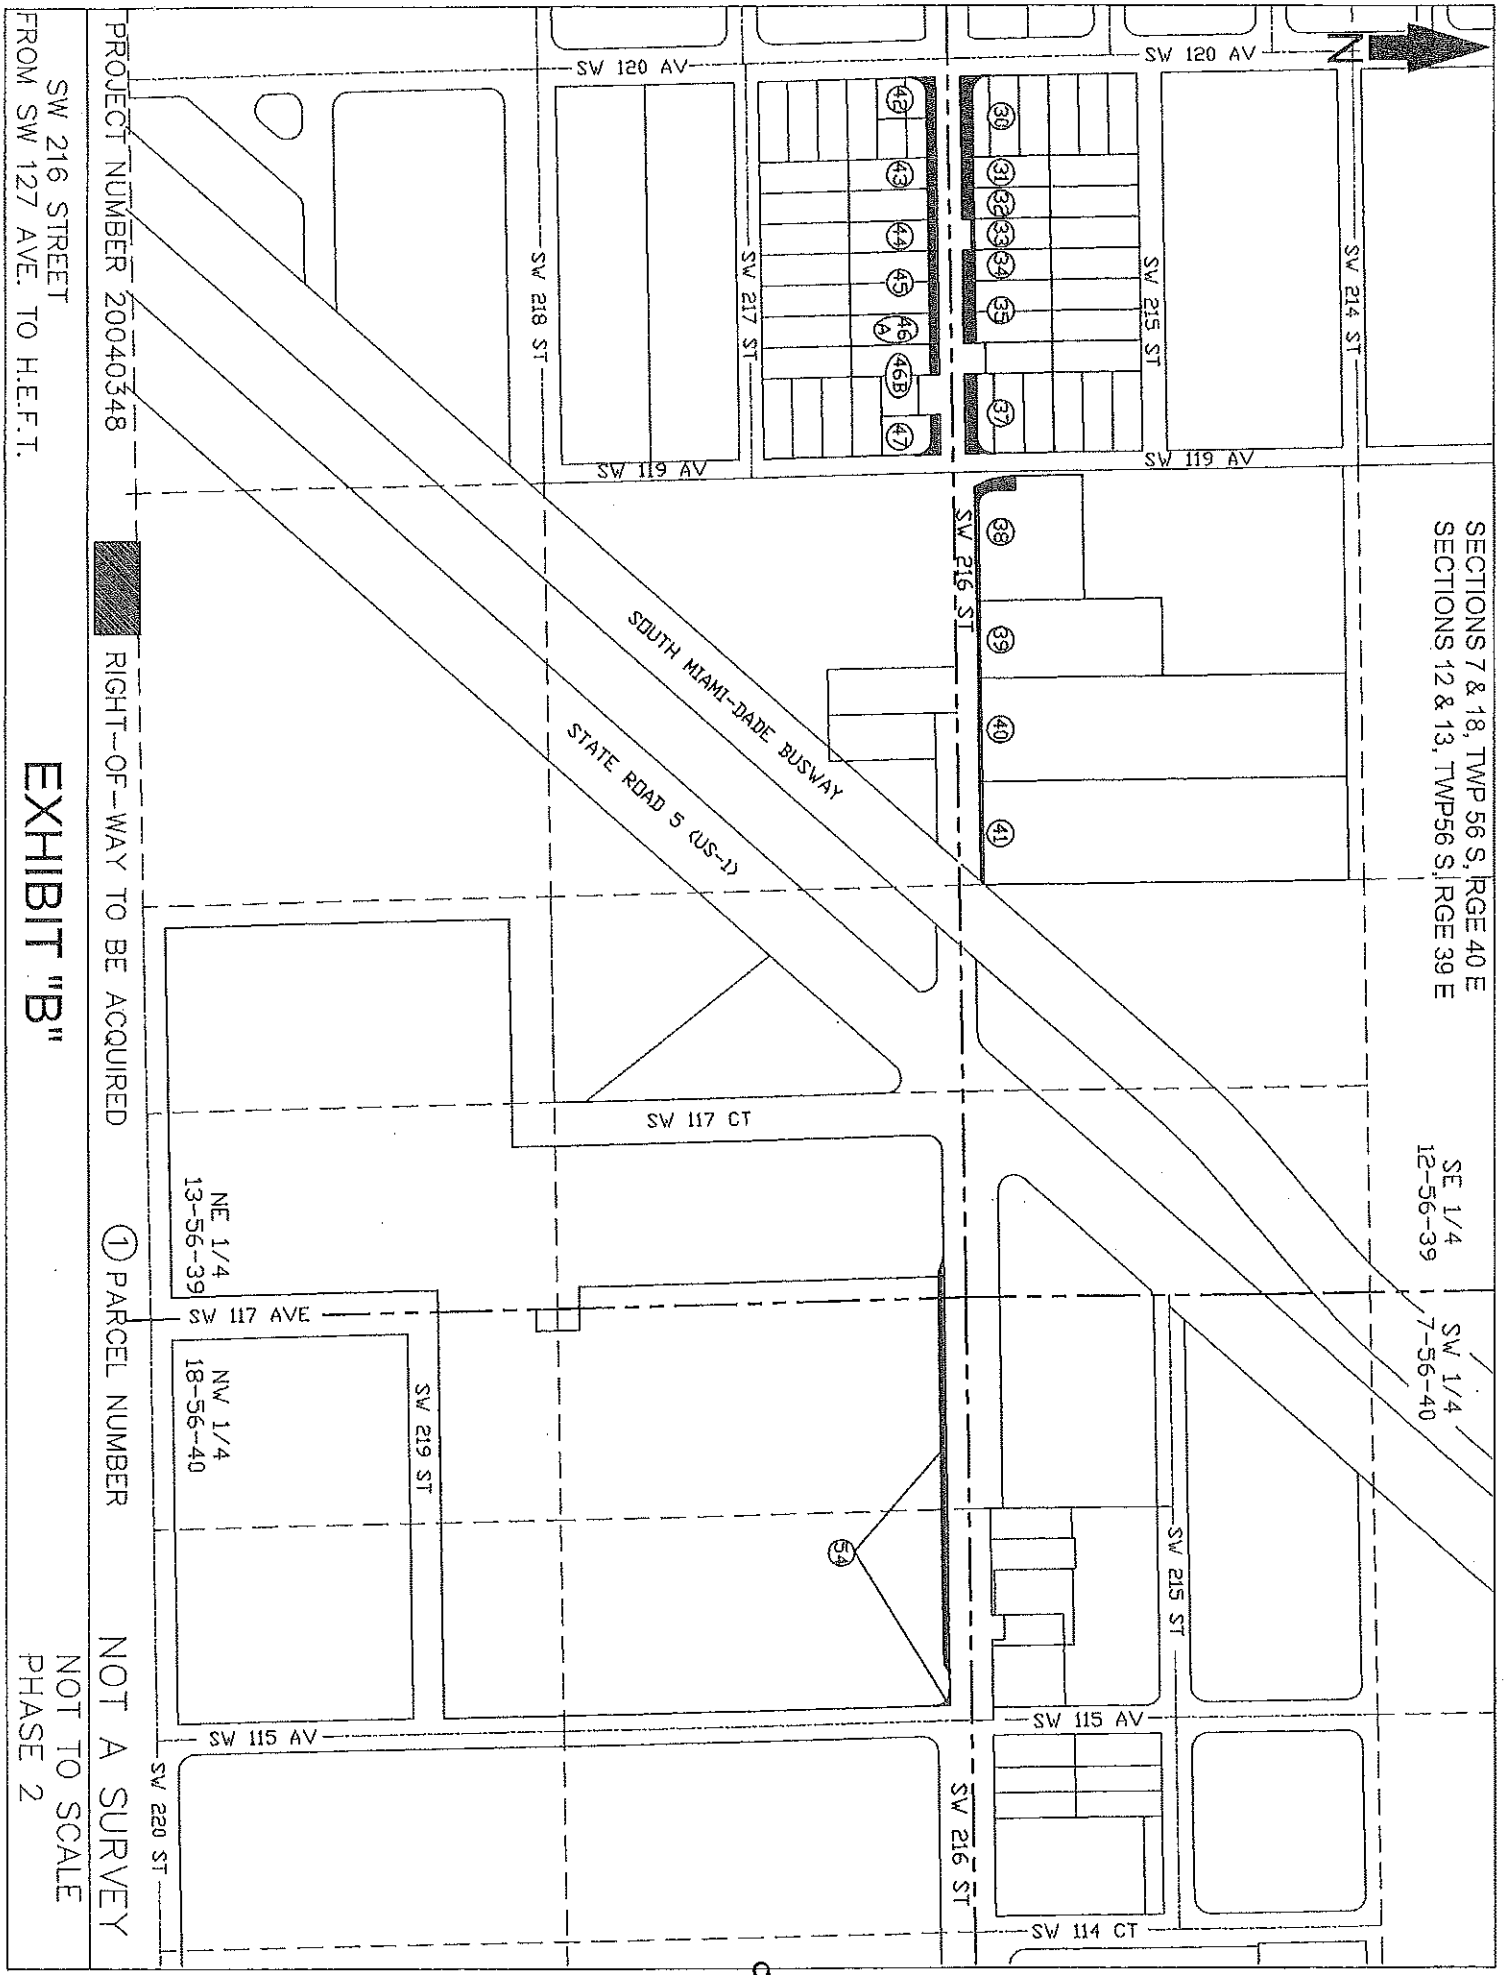 SECTIONS 7 & 18, TWP 56 S, RGE 40 E
SECTIONS 12 & 13, TWP56 S, RGE 39 E
SE 1/4
12-56-39
SW 1/4
7-56-40
N
SW 120 AV
SW 214 ST
SW 215 ST
SW 119 AV
SW 215 ST
SW 115 AV
SW 114 CT
30
31
32
33
34
35
37
38
39
40
41
SW 216 ST
SW 216 ST
42
43
44
45
46
A
46B
47
54
SW 120 AV
SW 217 ST
SW 119 AV
SW 218 ST
SOUTH MIAMI-DADE BUSWAY
STATE ROAD 5 (US-1)
SW 117 CT
SW 219 ST
NE 1/4
13-56-39
SW 117 AVE
NW 1/4
18-56-40
SW 115 AV
SW 220 ST
PROJECT NUMBER 20040348
RIGHT-OF-WAY TO BE ACQUIRED
1 PARCEL NUMBER
NOT A SURVEY
SW 216 STREET
FROM SW 127 AVE. TO H.E.F.T.
EXHIBIT "B"
NOT TO SCALE
PHASE 2